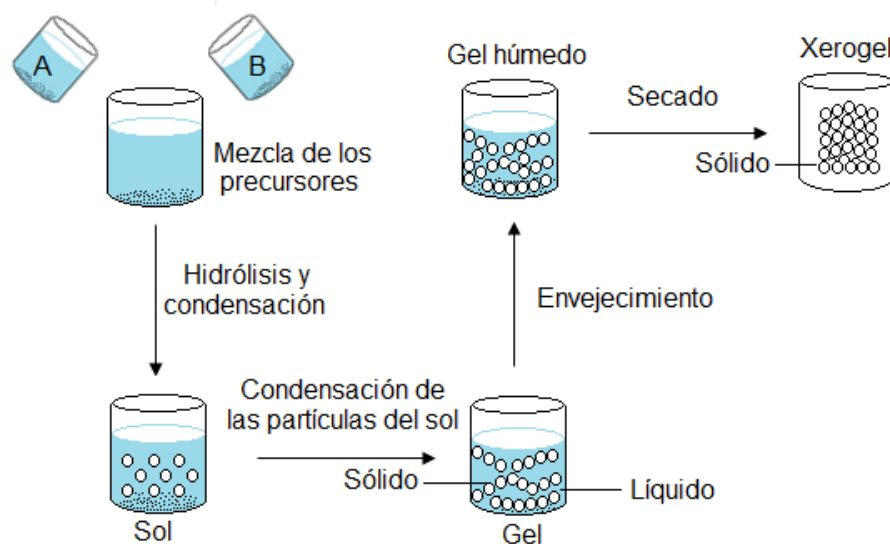 A
B
Mezcla de los
precursores
Hidrólisis y
condensación
Sol
Condensación de
las partículas del sol
Sólido
Líquido
Gel
Envejecimiento
Gel húmedo
Secado
Xerogel
Sólido